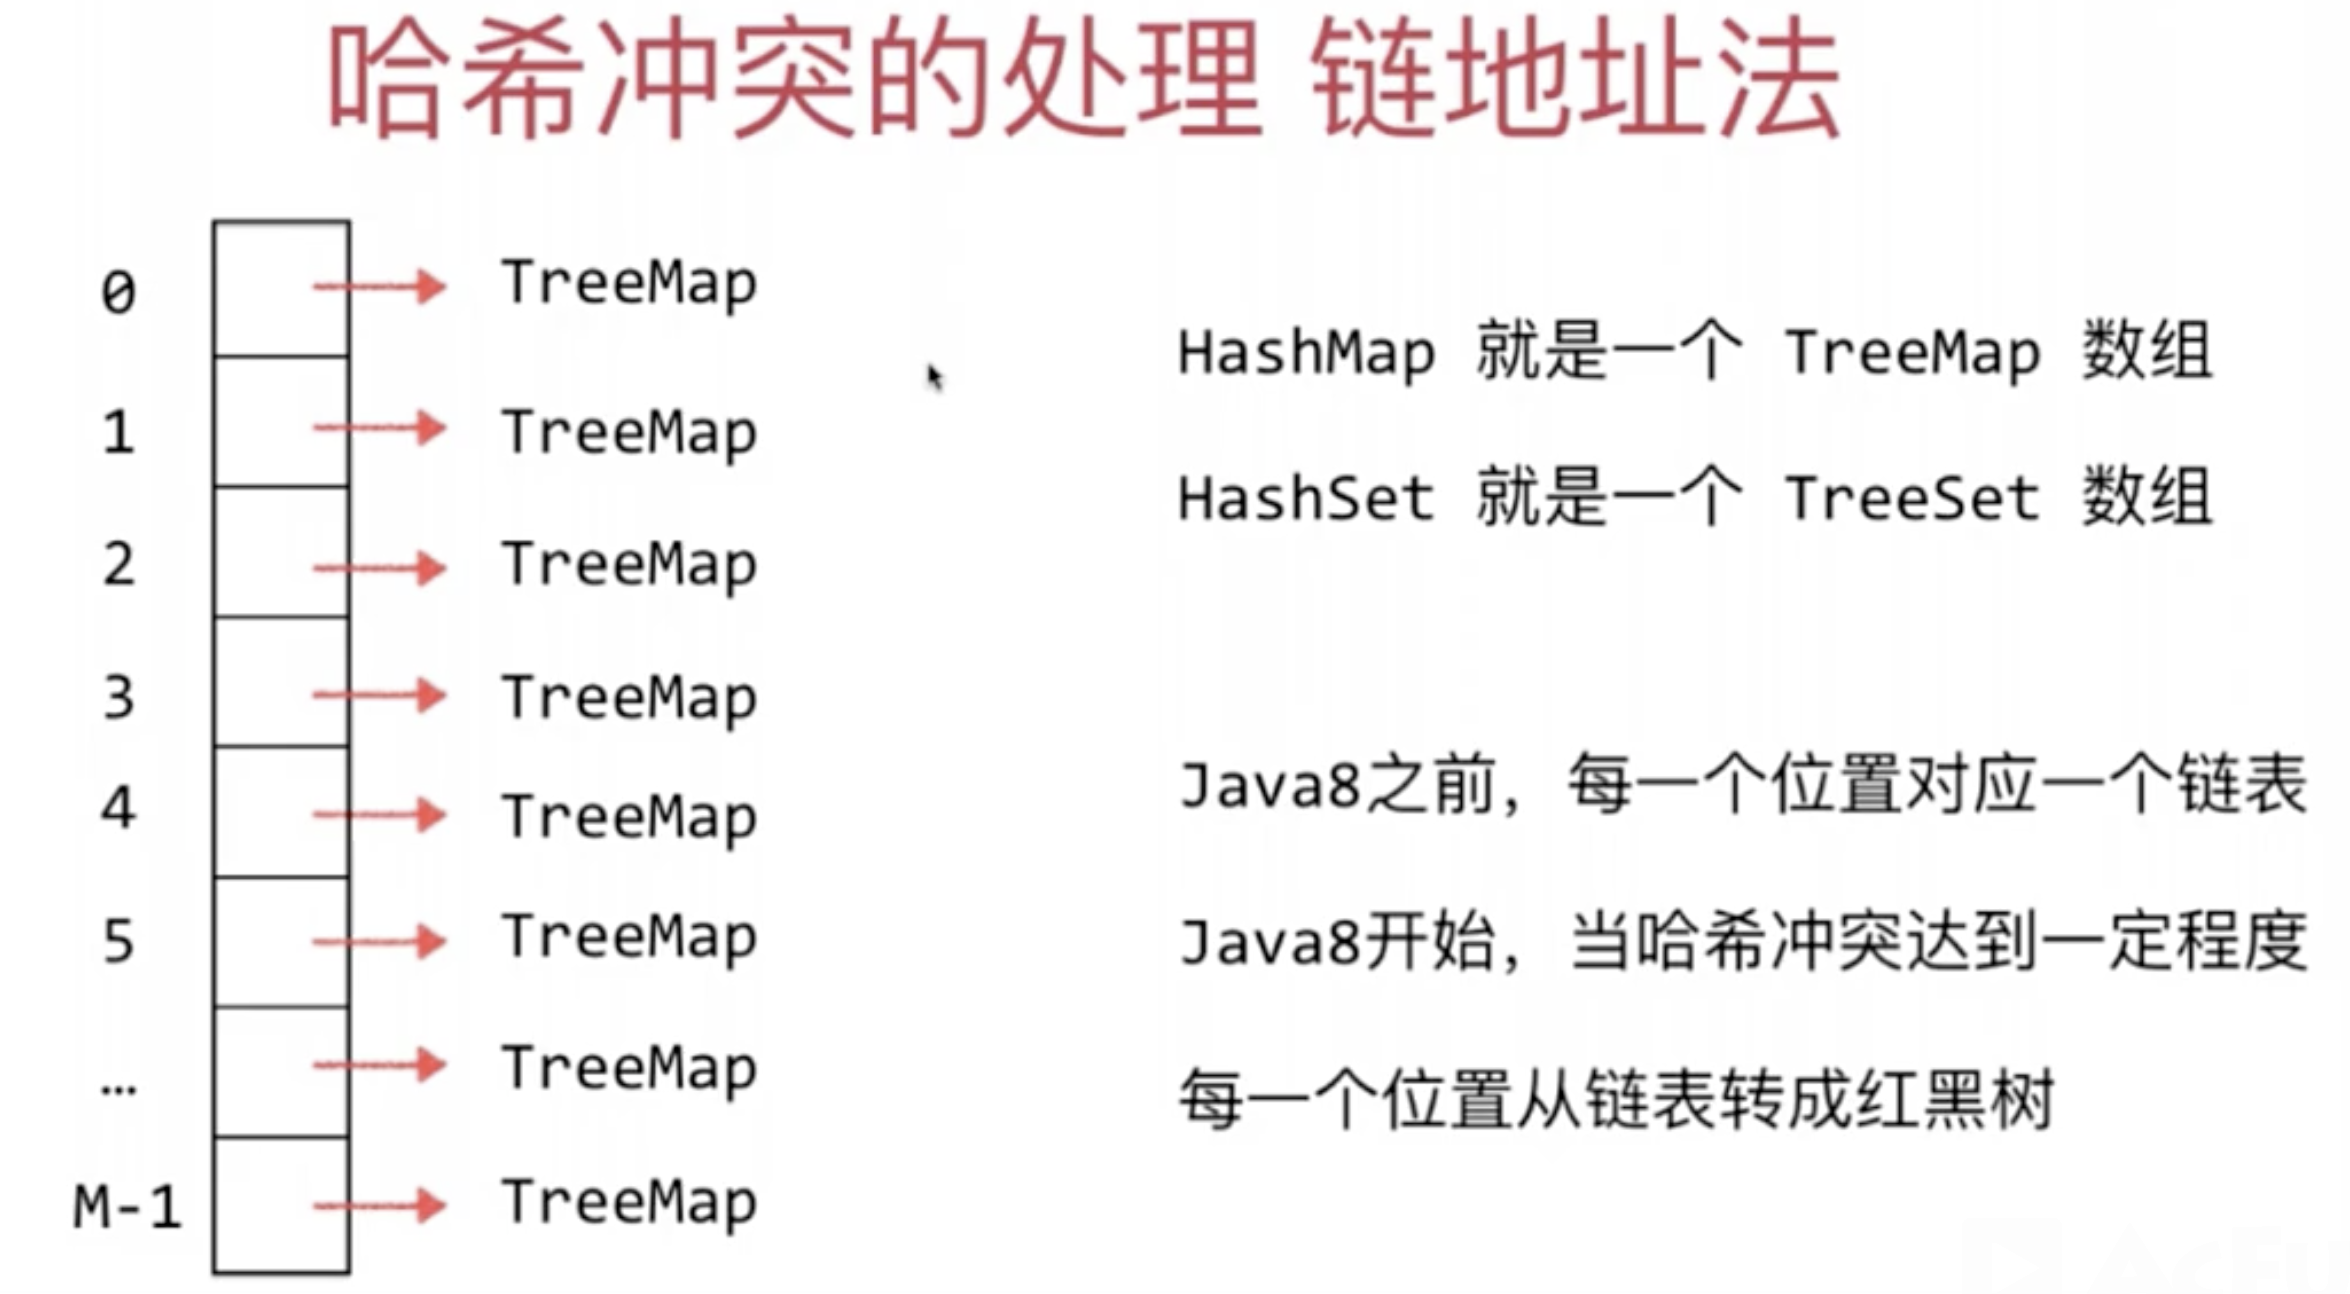 哈希冲突的处理 链地址法
0 TreeMap
1 TreeMap
2 TreeMap
3 TreeMap
4 TreeMap
5 TreeMap
… TreeMap
M-1 TreeMap
HashMap 就是一个 TreeMap 数组
HashSet 就是一个 TreeSet 数组
Java8之前，每一个位置对应一个链表
Java8开始，当哈希冲突达到一定程度
每一个位置从链表转成红黑树